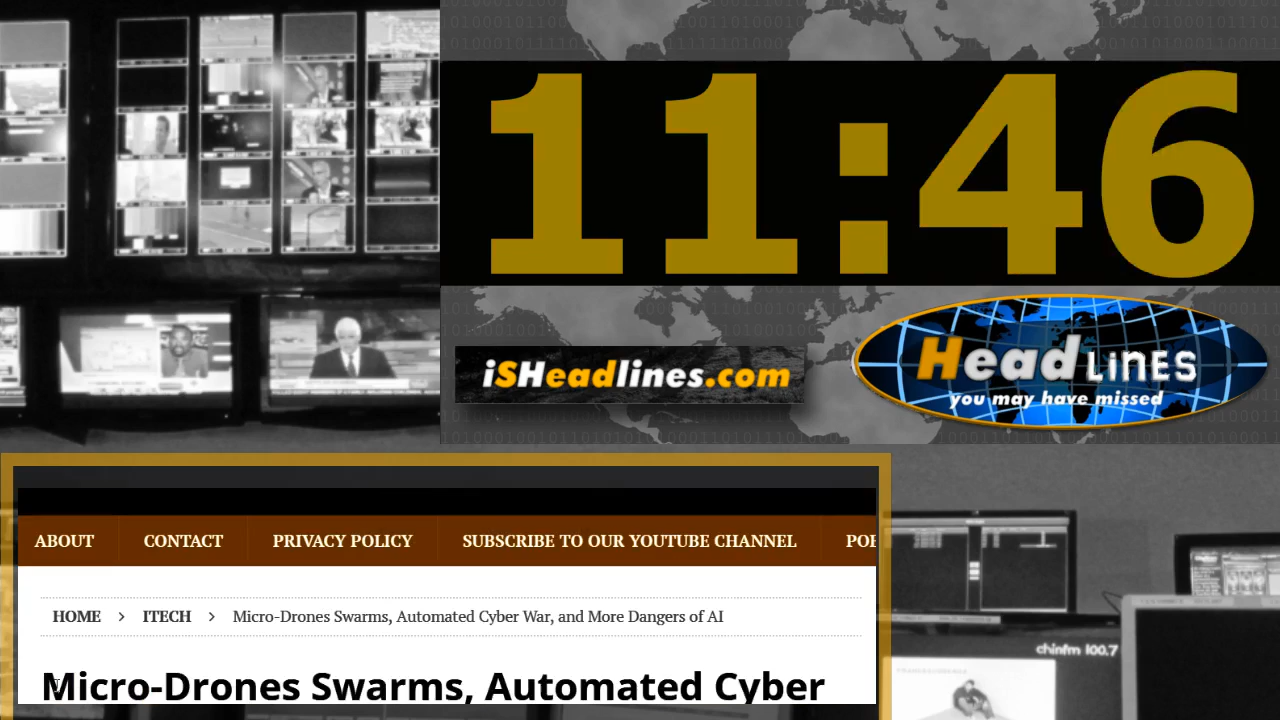 11:46
iSHeadlines.com
HeadLINES
you may have missed
ABOUT CONTACT PRIVACY POLICY SUBSCRIBE TO OUR YOUTUBE CHANNEL
HOME > ITECH > Micro-Drones Swarms, Automated Cyber War, and More Dangers of AI
Micro-Drones Swarms, Automated Cyber
chinfm 100.7